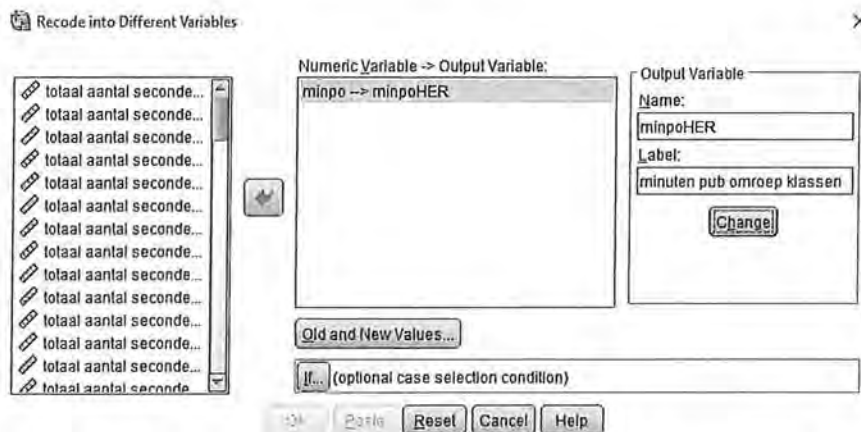 Recode into Different Variables
totaal aantal seconde...
totaal aantal seconde...
totaal aantal seconde...
totaal aantal seconde...
totaal aantal seconde...
totaal aantal seconde...
totaal aantal seconde...
totaal aantal seconde...
totaal aantal seconde...
totaal aantal seconde...
totaal aantal seconde...
totaal aantal seconde...
totaal aantal seconde...
totaal aantal seconde
Numeric Variable -> Output Variable:
minpo --> minpoHER
Old and New Values...
If... (optional case selection condition)
Output Variable
Name:
minpoHER
Label:
minuten pub omroep klassen
Change
Paste Reset Cancel Help